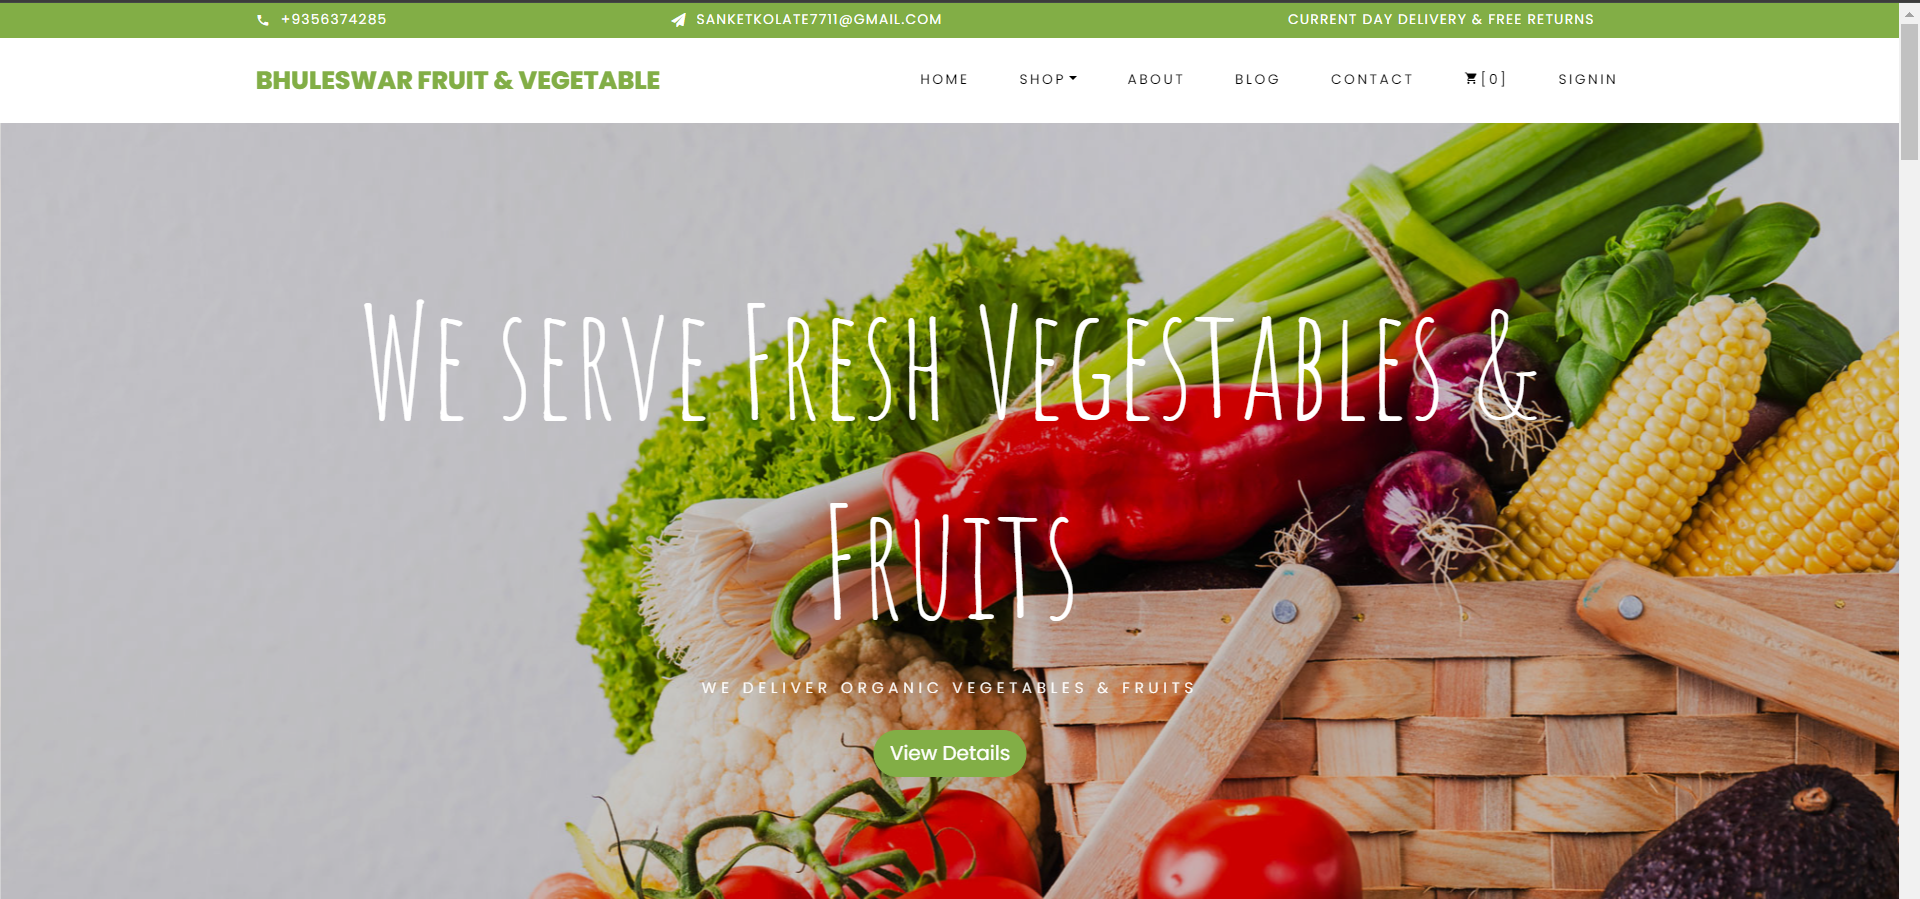 +9356374285
SANKETKOLATE7711@GMAIL.COM
CURRENT DAY DELIVERY & FREE RETURNS
BHULESWAR FRUIT & VEGETABLE
HOME
SHOP
ABOUT
BLOG
CONTACT
[0]
SIGNIN
We serve Fresh Vegestables &
Fruits
WE DELIVER ORGANIC VEGETABLES & FRUITS
View Details